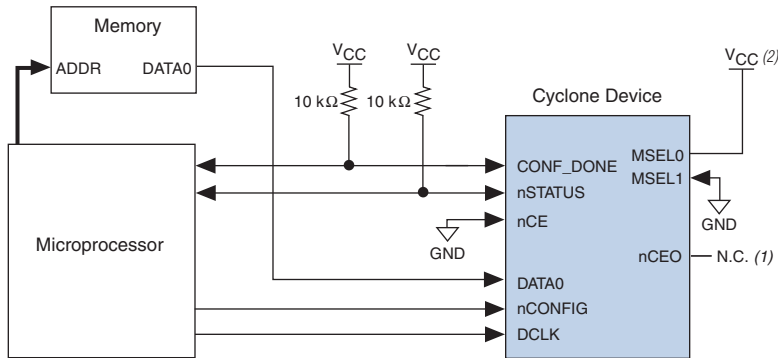 Memory
ADDR
DATA0
VCC
VCC
10 kΩ
10 kΩ
VCC (2)
Cyclone Device
Microprocessor
CONF_DONE
nSTATUS
nCE
GND
DATA0
nCONFIG
DCLK
MSEL0
MSEL1
GND
nCEO
N.C. (1)